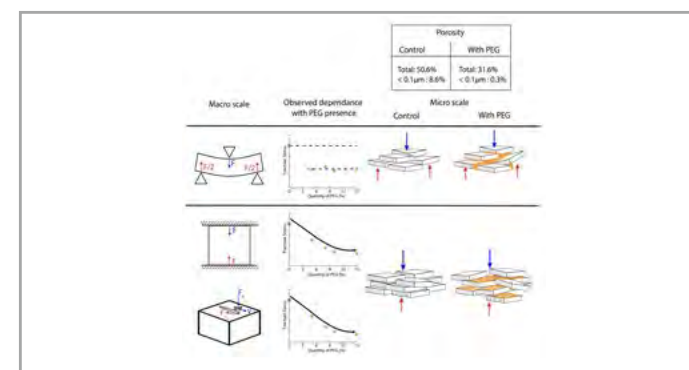 Porosity
Control With PEG
Total: 50.6% Total: 31.6%
< 0.1µm : 8.6% < 0.1µm : 0.3%
Macro scale
Observed dependance
with PEG presence
Micro scale
Control With PEG
F
F/2 F/2
Quantity of PEG (%)
F
F
Quantity of PEG (%)
Quantity of PEG (%)